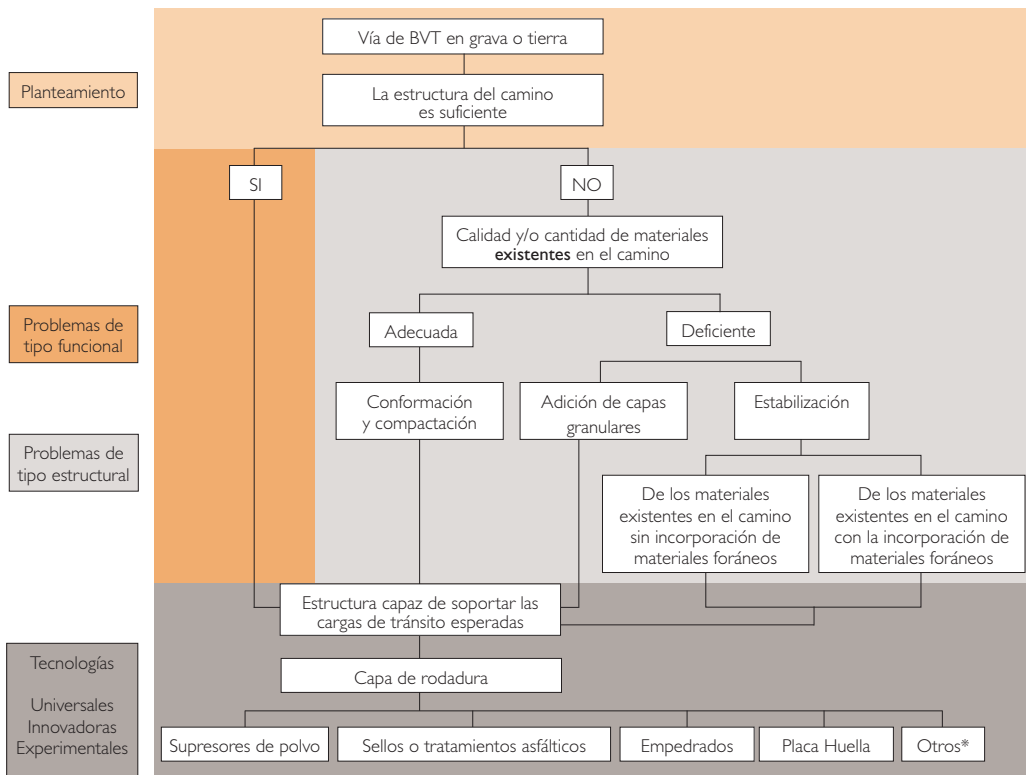 Vía de BVT en grava o tierra
Planteamiento
La estructura del camino
es suficiente
SI
NO
Calidad y/o cantidad de materiales
existentes en el camino
Problemas de
tipo funcional
Adecuada
Deficiente
Conformación
y compactación
Adición de capas
granulares
Estabilización
Problemas de
tipo estructural
De los materiales
existentes en el camino
sin incorporación de
materiales foráneos
De los materiales
existentes en el camino
con la incorporación de
materiales foráneos
Estructura capaz de soportar las
cargas de tránsito esperadas
Tecnologías
Universales
Innovadoras
Experimentales
Capa de rodadura
Supresores de polvo
Sellos o tratamientos asfálticos
Empedrados
Placa Huella
Otros*